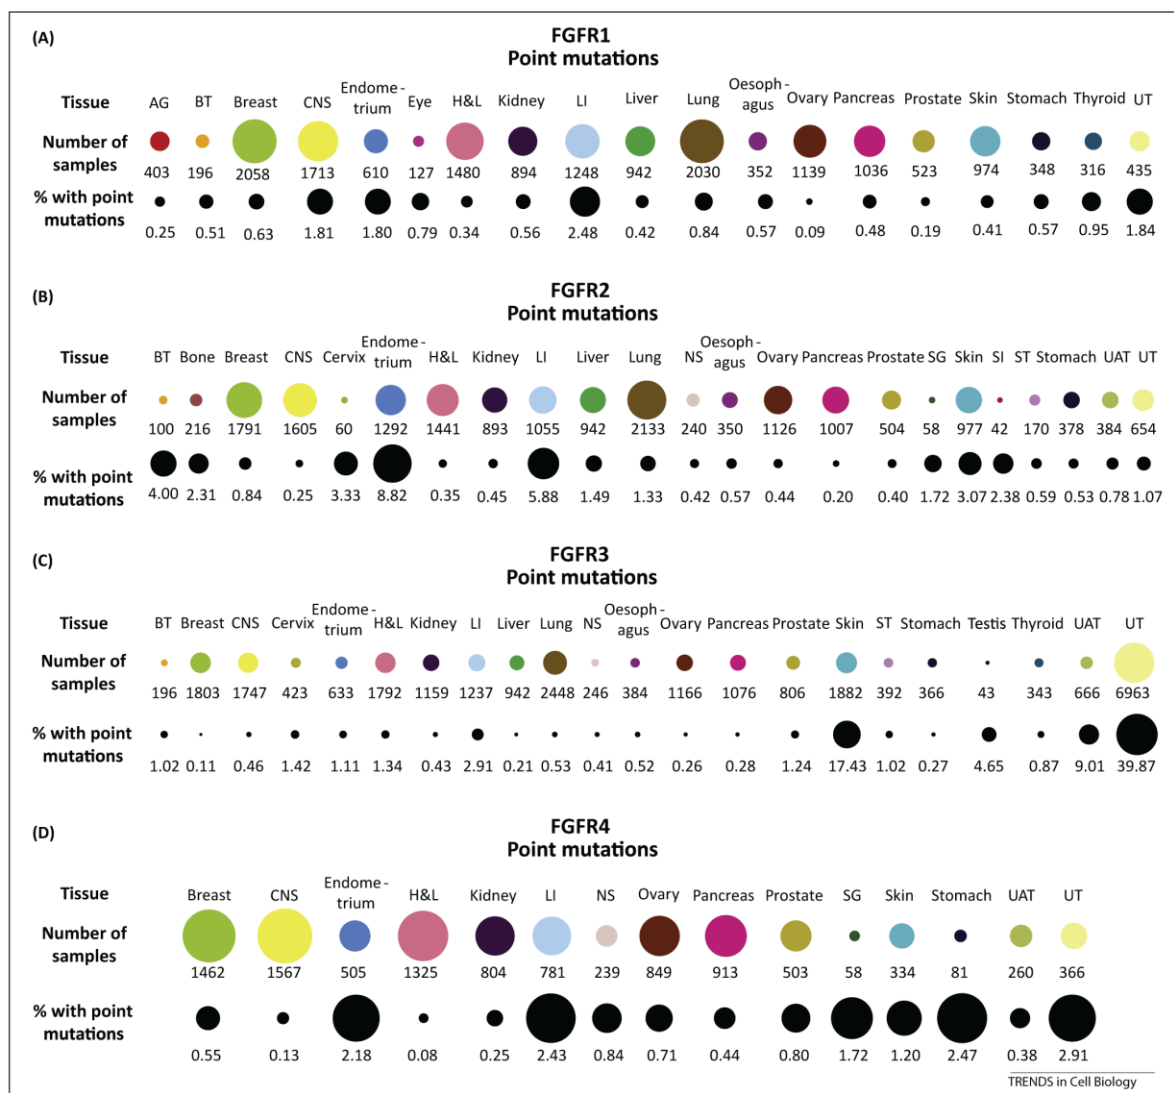 (A)
FGFR1
Point mutations
Tissue AG BT Breast CNS Endome-trium Eye H&L Kidney LI Liver Lung Oesoph-agus Ovary Pancreas Prostate Skin Stomach Thyroid UT
Number of samples 403 196 2058 1713 610 127 1480 894 1248 942 2030 352 1139 1036 523 974 348 316 435
% with point mutations 0.25 0.51 0.63 1.81 1.80 0.79 0.34 0.56 2.48 0.42 0.84 0.57 0.09 0.48 0.19 0.41 0.57 0.95 1.84
(B)
FGFR2
Point mutations
Tissue BT Bone Breast CNS Cervix Endome-trium H&L Kidney LI Liver Lung NS Oesoph-agus Ovary Pancreas Prostate SG Skin SI ST Stomach UAT UT
Number of samples 100 216 1791 1605 60 1292 1441 893 1055 942 2133 240 350 1126 1007 504 58 977 42 170 378 384 654
% with point mutations 4.00 2.31 0.84 0.25 3.33 8.82 0.35 0.45 5.88 1.49 1.33 0.42 0.57 0.44 0.20 0.40 1.72 3.07 2.38 0.59 0.53 0.78 1.07
(C)
FGFR3
Point mutations
Tissue BT Breast CNS Cervix Endome-trium H&L Kidney LI Liver Lung NS Oesoph-agus Ovary Pancreas Prostate Skin ST Stomach Testis Thyroid UAT UT
Number of samples 196 1803 1747 423 633 1792 1159 1237 942 2448 246 384 1166 1076 806 1882 392 366 43 343 666 6963
% with point mutations 1.02 0.11 0.46 1.42 1.11 1.34 0.43 2.91 0.21 0.53 0.41 0.52 0.26 0.28 1.24 17.43 1.02 0.27 4.65 0.87 9.01 39.87
(D)
FGFR4
Point mutations
Tissue Breast CNS Endome-trium H&L Kidney LI NS Ovary Pancreas Prostate SG Skin Stomach UAT UT
Number of samples 1462 1567 505 1325 804 781 239 849 913 503 58 334 81 260 366
% with point mutations 0.55 0.13 2.18 0.08 0.25 2.43 0.84 0.71 0.44 0.80 1.72 1.20 2.47 0.38 2.91
TRENDS in Cell Biology